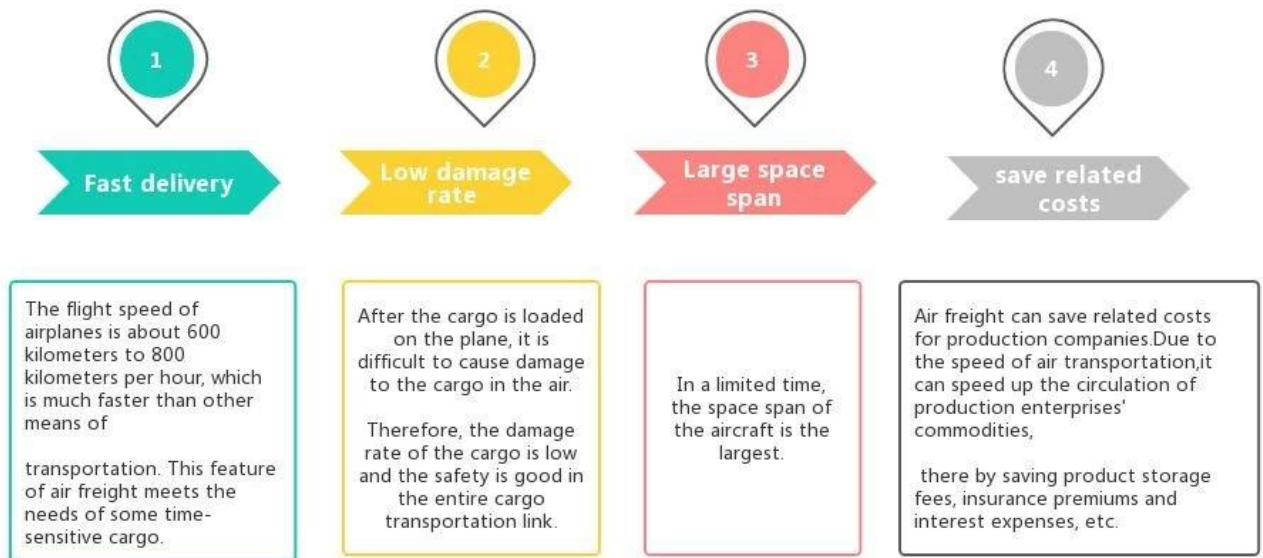 1
Fast delivery
The flight speed of
airplanes is about 600
kilometers to 800
kilometers per hour, which
is much faster than other
means of
transportation. This feature
of air freight meets the
needs of some time-
sensitive cargo.
2
Low damage
rate
After the cargo is loaded
on the plane, it is
difficult to cause damage
to the cargo in the air.
Therefore, the damage
rate of the cargo is low
and the safety is good in
the entire cargo
transportation link.
3
Large space
span
In a limited time,
the space span of
the aircraft is the
largest.
4
save related
costs
Air freight can save related costs
for production companies.Due to
the speed of air transportation,it
can speed up the circulation of
production enterprises'
commodities,
there by saving product storage
fees, insurance premiums and
interest expenses, etc.